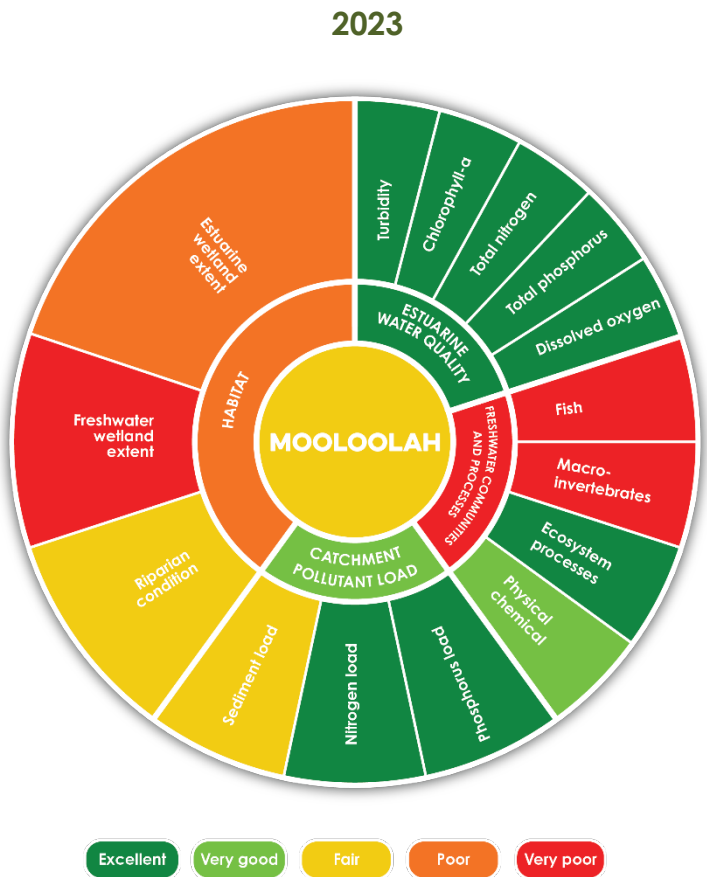 2023
Turbidity
Chlorophyll-a
Total nitrogen
Total phosphorus
Dissolved oxygen
Fish
Macro-
invertebrates
Ecosystem
processes
Physical
chemical
Phosphorus load
Nitrogen load
Sediment load
Riparian
condition
Freshwater
wetland
extent
Estuarine
wetland
extent
ESTUARINE
WATER QUALITY
FRESHWATER COMMUNITIES
AND PROCESSES
CATCHMENT
POLLUTANT LOAD
HABITAT
MOOLOOLAH
Excellent
Very good
Fair
Poor
Very poor